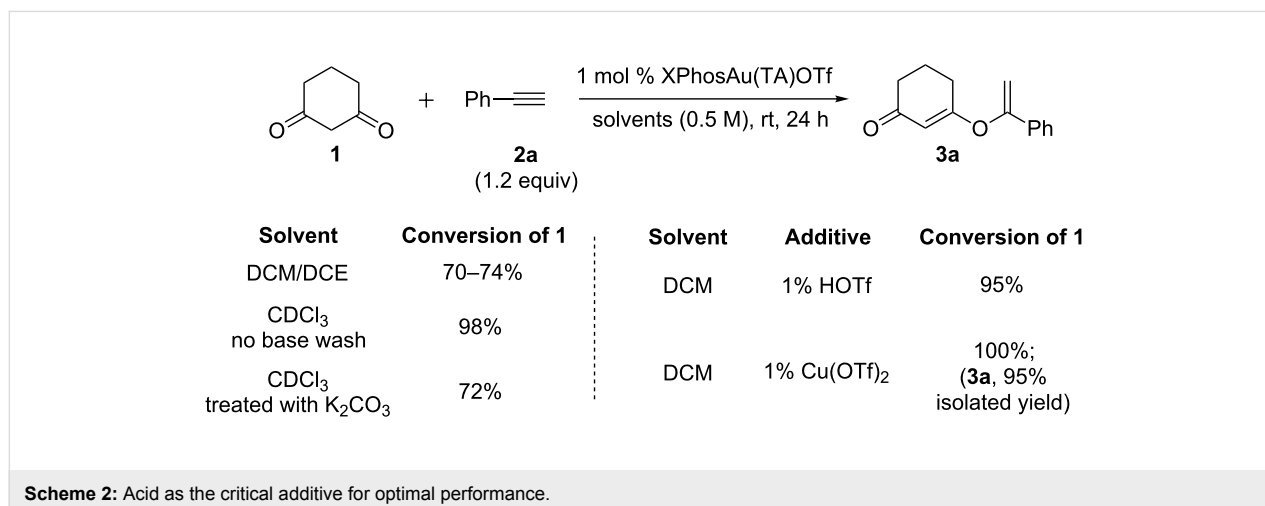 1 mol % XPhosAu(TA)OTf
solvents (0.5 M), rt, 24 h
O
O
+
Ph
O
O
Ph
1
2a
(1.2 equiv)
3a
Solvent Conversion of 1
DCM/DCE 70–74%
CDCl₃
no base wash
98%
CDCl₃
treated with K₂CO₃
72%
Solvent Additive Conversion of 1
DCM 1% HOTf 95%
DCM 1% Cu(OTf)₂
100%;
(3a, 95%
isolated yield)
Scheme 2: Acid as the critical additive for optimal performance.